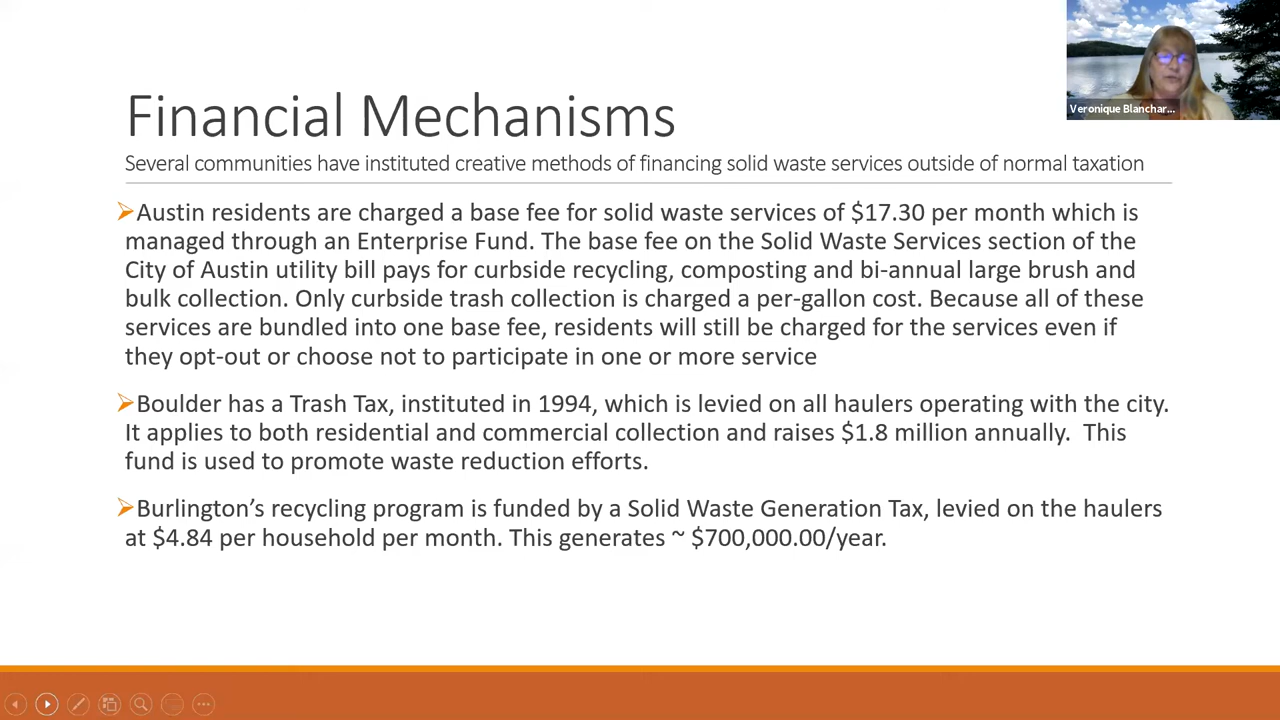 Financial Mechanisms
Several communities have instituted creative methods of financing solid waste services outside of normal taxation
Austin residents are charged a base fee for solid waste services of $17.30 per month which is
managed through an Enterprise Fund. The base fee on the Solid Waste Services section of the
City of Austin utility bill pays for curbside recycling, composting and bi-annual large brush and
bulk collection. Only curbside trash collection is charged a per-gallon cost. Because all of these
services are bundled into one base fee, residents will still be charged for the services even if
they opt-out or choose not to participate in one or more service
Boulder has a Trash Tax, instituted in 1994, which is levied on all haulers operating with the city.
It applies to both residential and commercial collection and raises $1.8 million annually.  This
fund is used to promote waste reduction efforts.
Burlington’s recycling program is funded by a Solid Waste Generation Tax, levied on the haulers
at $4.84 per household per month. This generates ~ $700,000.00/year.
Veronique Blanchar...